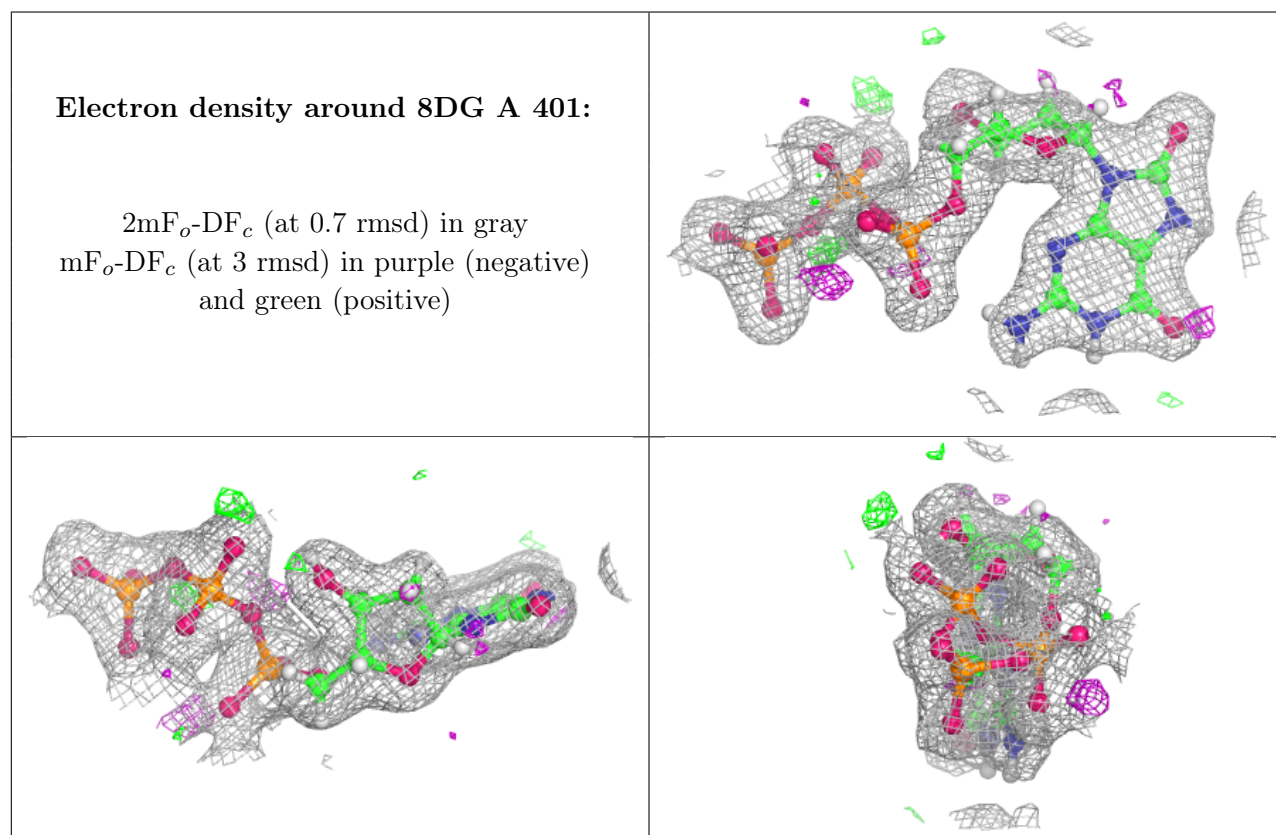 Electron density around 8DG A 401:
2mFo-DFc (at 0.7 rmsd) in gray
mFo-DFc (at 3 rmsd) in purple (negative)
and green (positive)